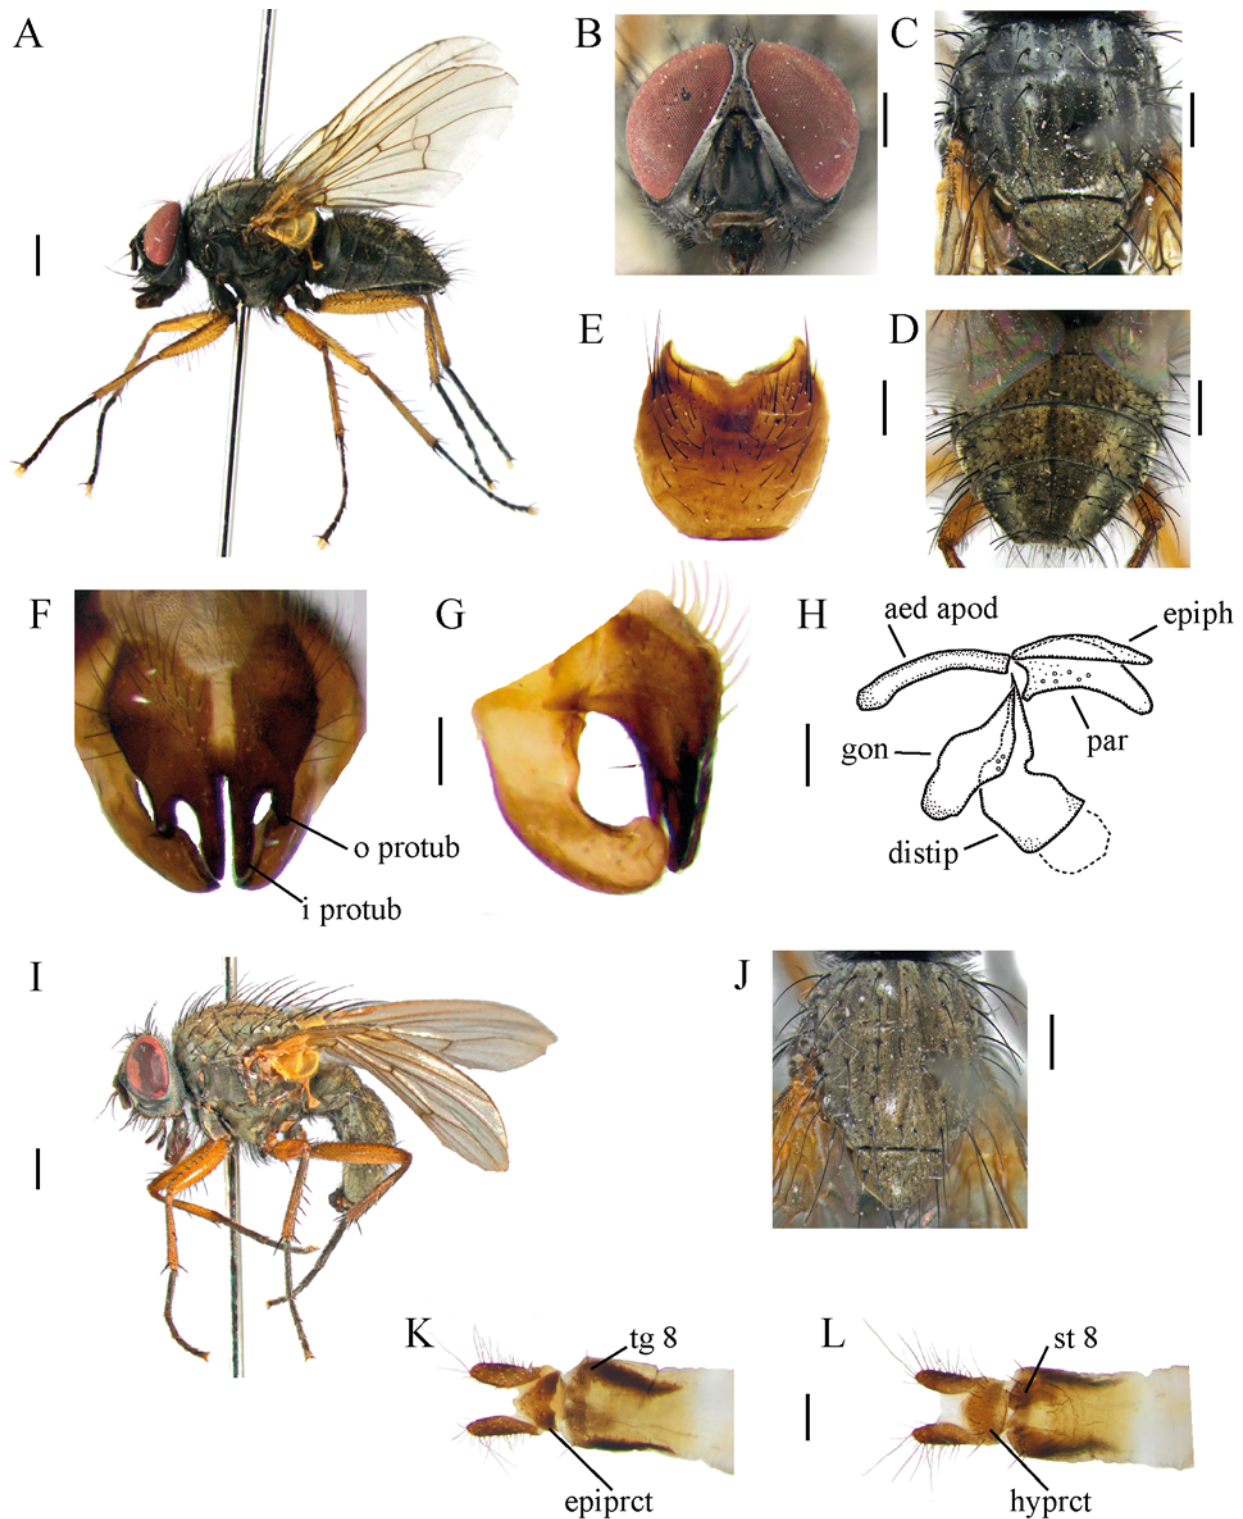 A
B
C
E
D
F
G
H
aed apod
epiph
gon
par
distip
o protub
i protub
I
J
K
tg 8
L
st 8
epiprct
hyprct